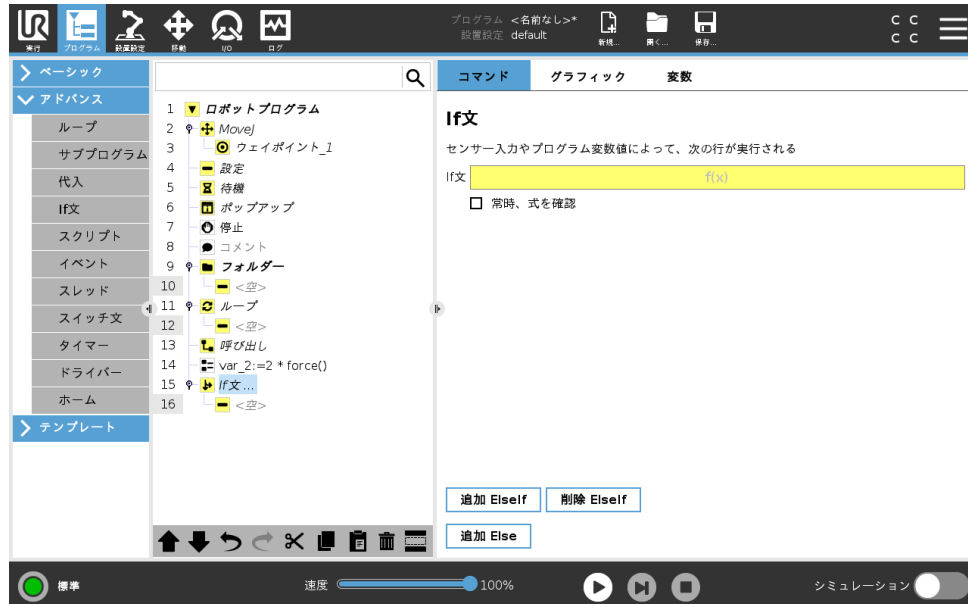 UR
実行
プログラム
設置設定
移動
I/O
ログ
プログラム <名前なし>*
設置設定 default
新規...
開く...
保存...
C C
C C
ベーシック
アドバンス
ループ
サブプログラム
代入
If文
スクリプト
イベント
スレッド
スイッチ文
タイマー
ドライバー
ホーム
テンプレート
1 ロボットプログラム
2 MoveJ
3 ウェイポイント_1
4 設定
5 待機
6 ポップアップ
7 停止
8 コメント
9 フォルダー
10 <空>
11 ループ
12 <空>
13 呼び出し
14 var_2:=2 * force()
15 If文 ...
16 <空>
コマンド グラフィック 変数
If文
センサー入力やプログラム変数値によって、次の行が実行される
If文 f(x)
常時、式を確認
追加 ElseIf 削除 ElseIf
追加 Else
標準
速度 100%
シミュレーション